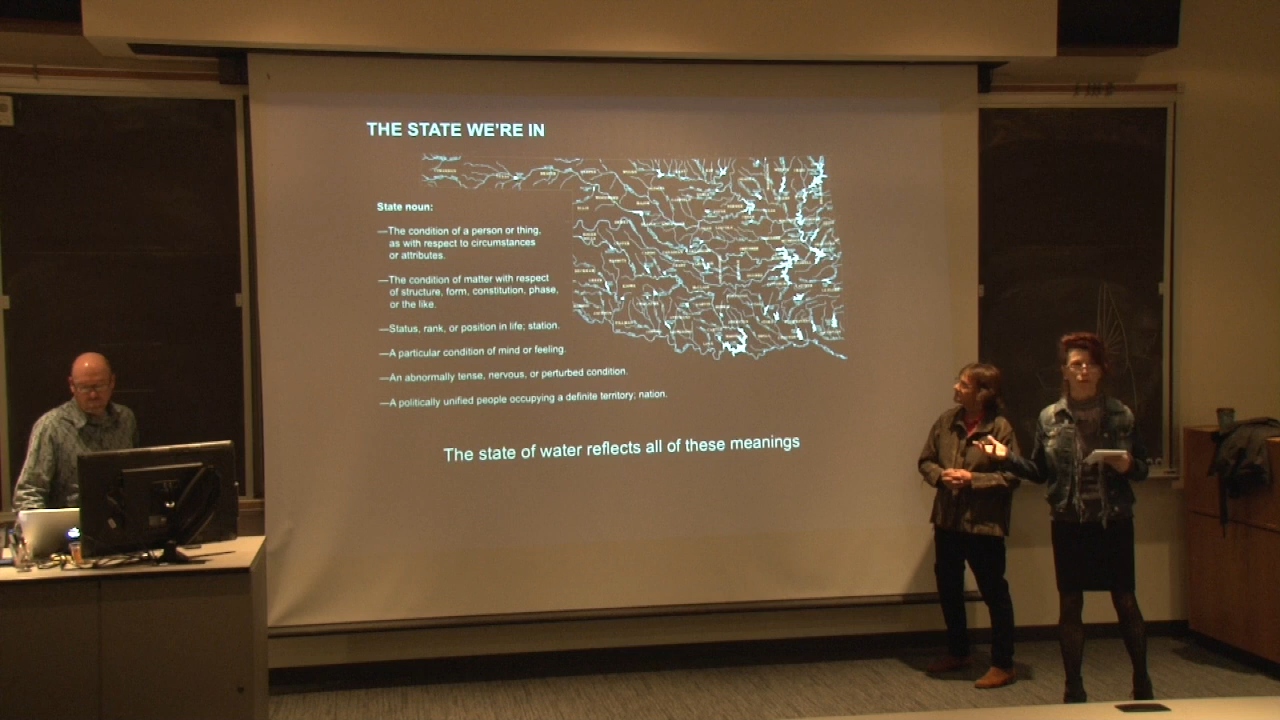 THE STATE WE'RE IN
State noun:
—The condition of a person or thing,
as with respect to circumstances
or attributes.
—The condition of matter with respect
of structure, form, constitution, phase,
or the like.
—Status, rank, or position in life; station.
—A particular condition of mind or feeling.
—An abnormally tense, nervous, or perturbed condition.
—A politically unified people occupying a definite territory; nation.
The state of water reflects all of these meanings